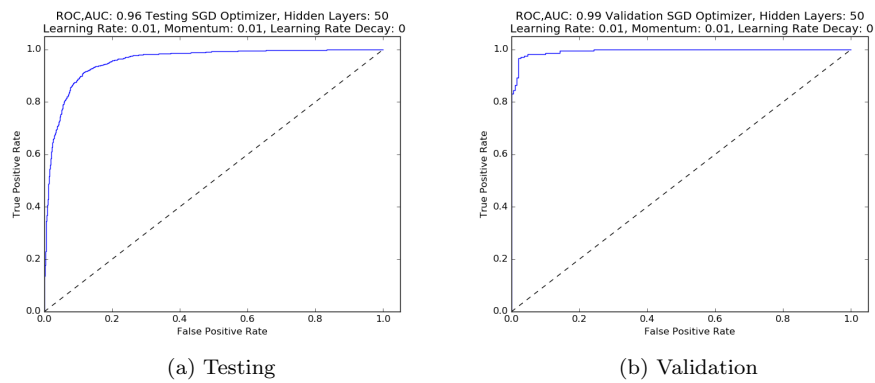 ROC,AUC: 0.96 Testing SGD Optimizer, Hidden Layers: 50
Learning Rate: 0.01, Momentum: 0.01, Learning Rate Decay: 0
1.0
0.8
0.6
0.4
0.2
0.0
True Positive Rate
0.0 0.2 0.4 0.6 0.8 1.0
False Positive Rate
(a) Testing
ROC,AUC: 0.99 Validation SGD Optimizer, Hidden Layers: 50
Learning Rate: 0.01, Momentum: 0.01, Learning Rate Decay: 0
1.0
0.8
0.6
0.4
0.2
0.0
True Positive Rate
0.0 0.2 0.4 0.6 0.8 1.0
False Positive Rate
(b) Validation